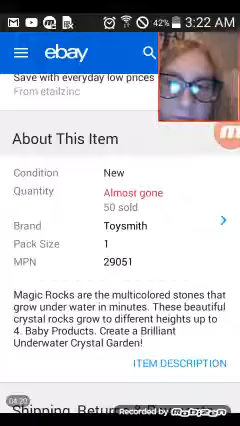 42% 3:22 AM
ebay
Save with everyday low prices
From etailzinc
About This Item
Condition New
Quantity Almost gone
50 sold
Brand Toysmith
Pack Size 1
MPN 29051
Magic Rocks are the multicolored stones that
grow under water in minutes. These beautiful
crystal rocks grow to different heights up to
4. Baby Products. Create a Brilliant
Underwater Crystal Garden!
ITEM DESCRIPTION
04:20
Shipping, Return
Recorded by Mobizen